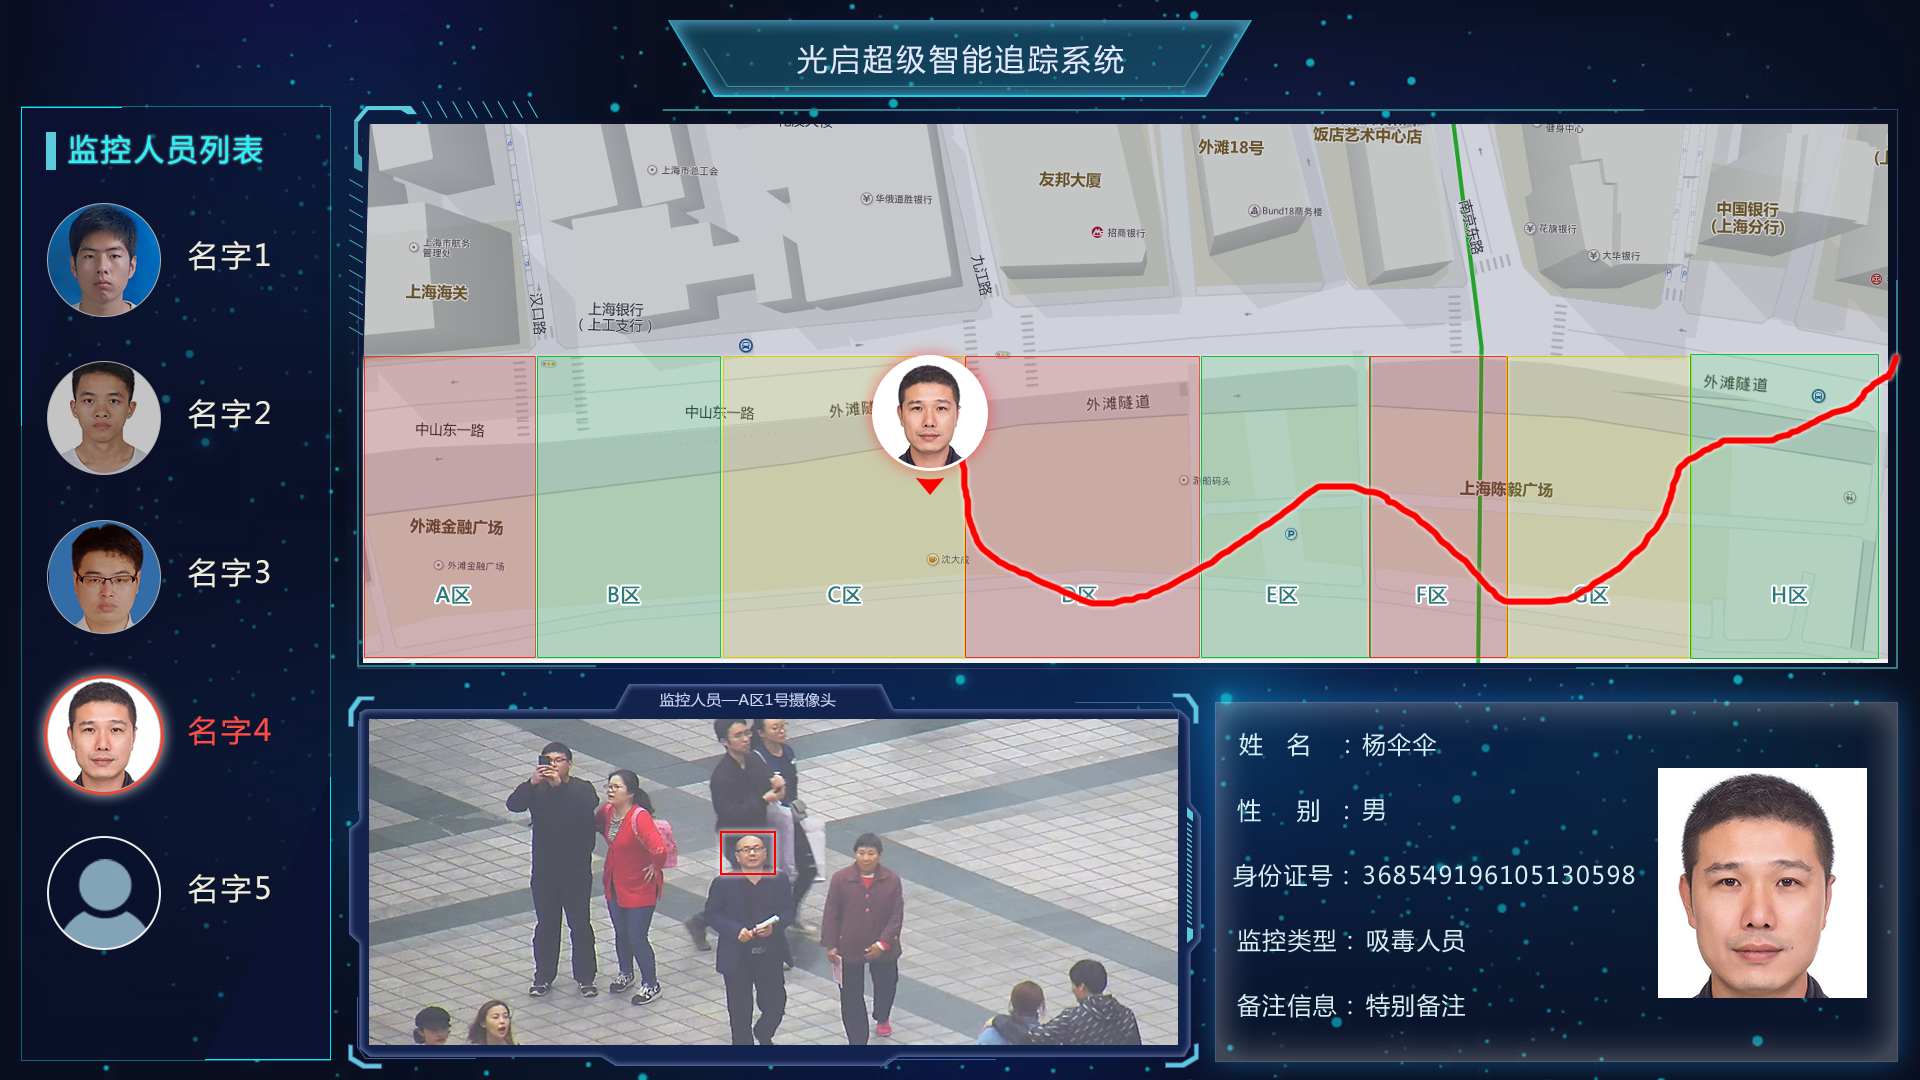 光启超级智能追踪系统
监控人员列表
名字1
名字2
名字3
名字4
名字5
饭店艺术中心店
健身中心
外滩18号
上海市总工会
友邦大厦
华俄道胜银行
Bund18商务楼
招商银行
南京东路
花旗银行
大华银行
中国银行
(上海分行)
上海市航务
管理处
上海海关
汉口路
上海银行
(上工支行)
九江路
中山东一路
中山东一路
外滩隧
外滩隧道
外滩隧道
游船码头
上海陈毅广场
外滩金融广场
外滩金融广场
沈大成
A区
B区
C区
D区
E区
F区
G区
H区
监控人员—A区1号摄像头
姓 名 : 杨伞伞
性 别 : 男
身份证号 : 368549196105130598
监控类型 : 吸毒人员
备注信息 : 特别备注